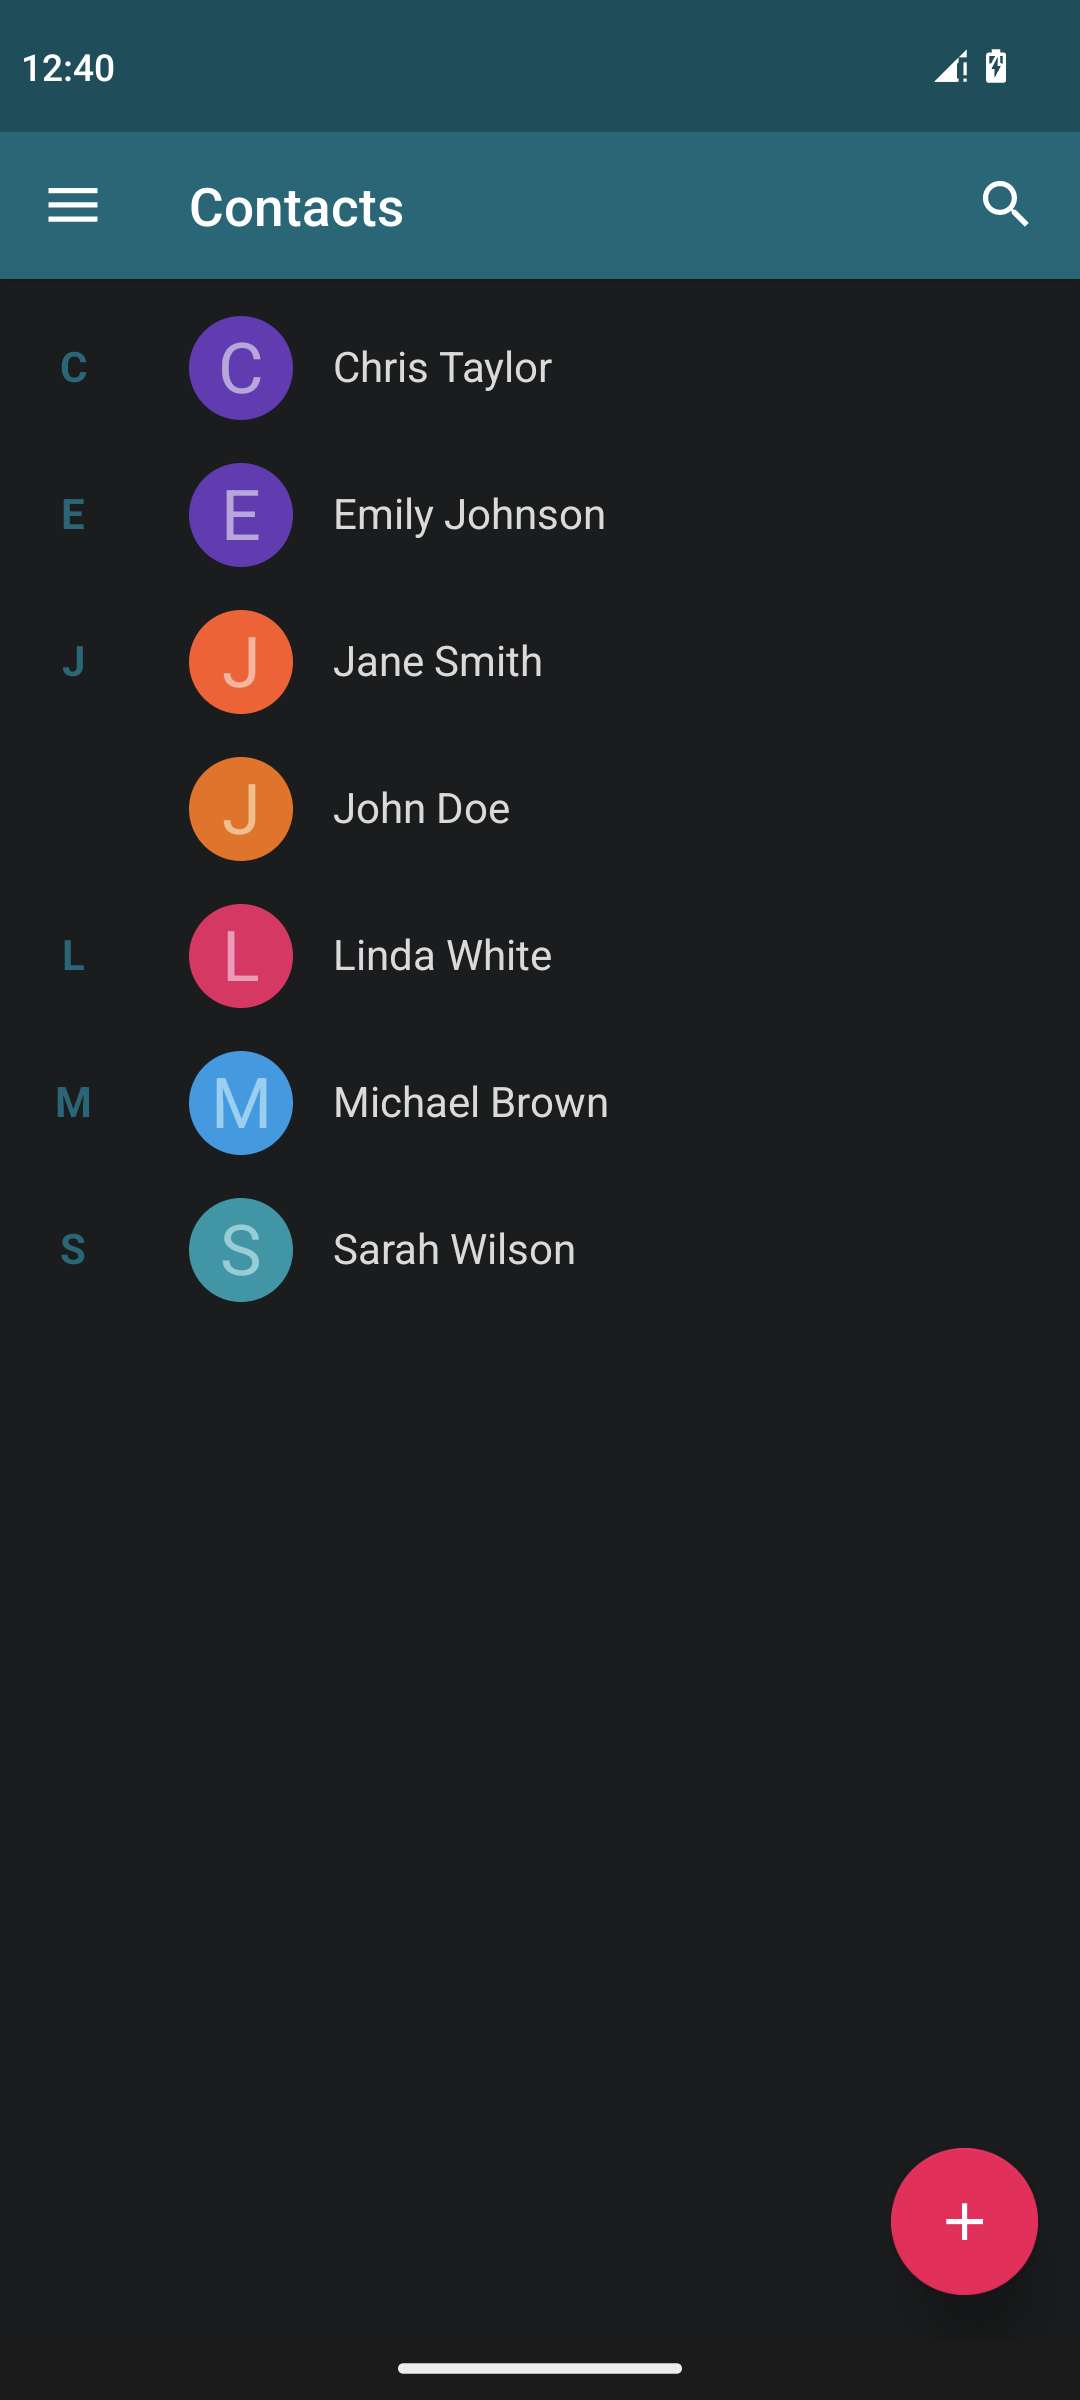 12:40
Contacts
C
C
Chris Taylor
E
E
Emily Johnson
J
J
Jane Smith
J
John Doe
L
L
Linda White
M
M
Michael Brown
S
S
Sarah Wilson